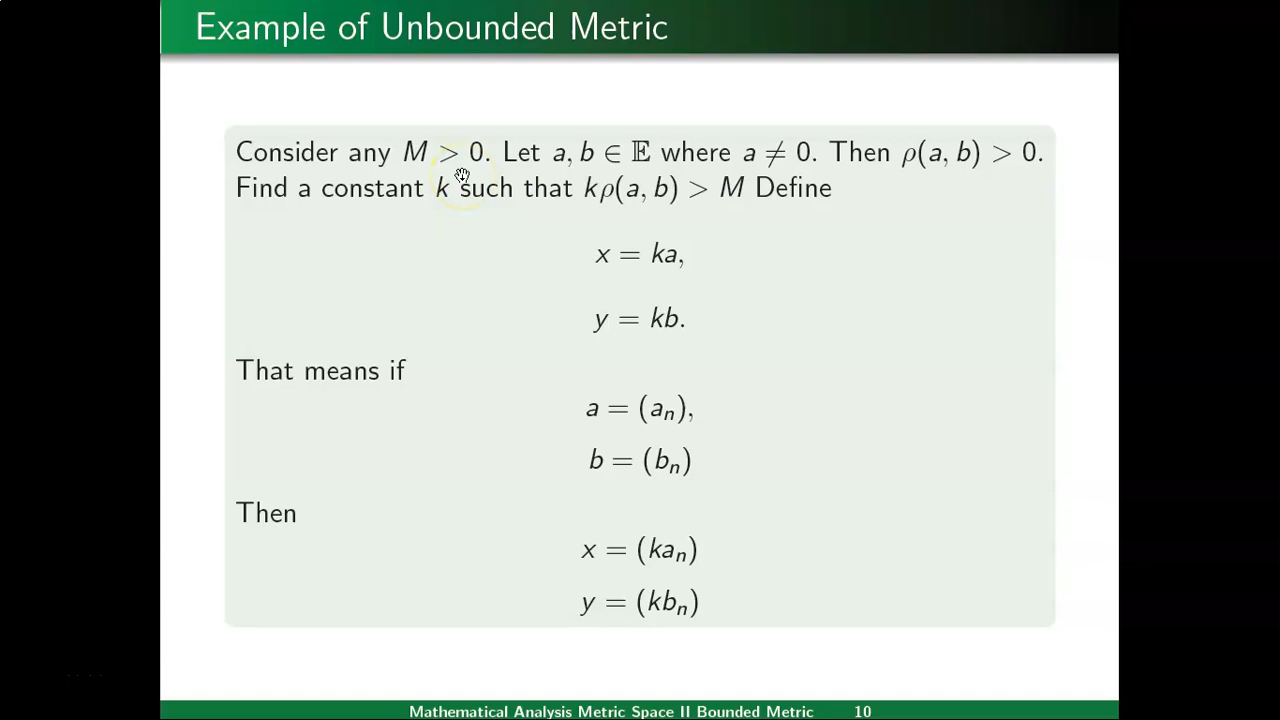 Example of Unbounded Metric
Consider any M > 0. Let a, b ∈ 𝔼 where a ≠ 0. Then ρ(a, b) > 0.
Find a constant k such that kρ(a, b) > M Define
x = ka,
y = kb.
That means if
a = (aₙ),
b = (bₙ)
Then
x = (kaₙ)
y = (kbₙ)
Mathematical Analysis Metric Space II Bounded Metric 10